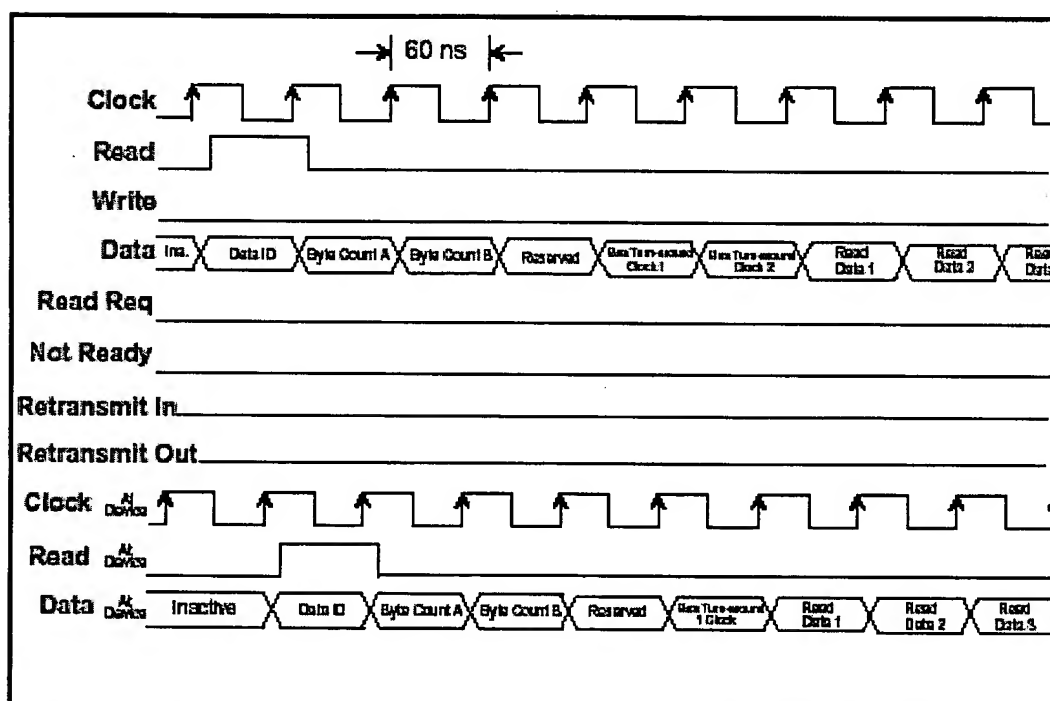 60 ns
Clock
Read
Write
Data Ina. Data ID Byte Count A Byte Count B Reserved Bus Turn-around Clock 1 Bus Turn-around Clock 2 Read Data 1 Read Data 2 Read Data
Read Req
Not Ready
Retransmit In
Retransmit Out
Clock At Device
Read At Device
Data At Device Inactive Data ID Byte Count A Byte Count B Reserved Bus Turn-around 1 Clock Read Data 1 Read Data 2 Read Data 3